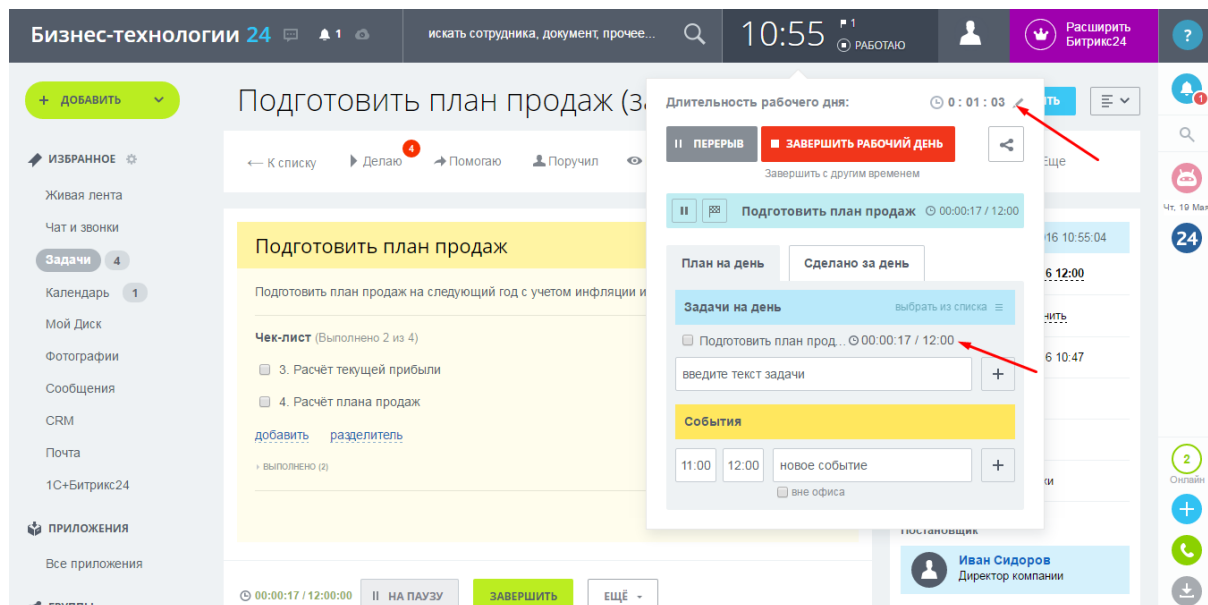 Бизнес-технологии 24 1
искать сотрудника, документ, прочее...
10:55 1
РАБОТАЮ
Расширить
Битрикс24
?
+ ДОБАВИТЬ
Подготовить план продаж
← К списку
Делаю 4
Помогаю
Поручил
Еще
ИЗБРАННОЕ
Живая лента
Чат и звонки
Задачи 4
Календарь 1
Мой Диск
Фотографии
Сообщения
CRM
Почта
1С+Битрикс24
ПРИЛОЖЕНИЯ
Все приложения
ГРУППЫ
Подготовить план продаж
Подготовить план продаж на следующий год с учетом инфляции и
Чек-лист (Выполнено 2 из 4)
3. Расчёт текущей прибыли
4. Расчёт плана продаж
добавить разделитель
› ВЫПОЛНЕНО (2)
00:00:17 / 12:00:00
НА ПАУЗУ
ЗАВЕРШИТЬ
ЕЩЁ
Длительность рабочего дня: 0 : 01 : 03
ПЕРЕРЫВ
ЗАВЕРШИТЬ РАБОЧИЙ ДЕНЬ
Завершить с другим временем
Подготовить план продаж 00:00:17 / 12:00
План на день
Сделано за день
Задачи на день выбрать из списка
Подготовить план прод... 00:00:17 / 12:00
введите текст задачи +
События
11:00 12:00 новое событие +
вне офиса
10:55:04
12:00
10:47
Постановщик
Иван Сидоров
Директор компании
1
Чт, 19 Мая
24
2
Онлайн
+